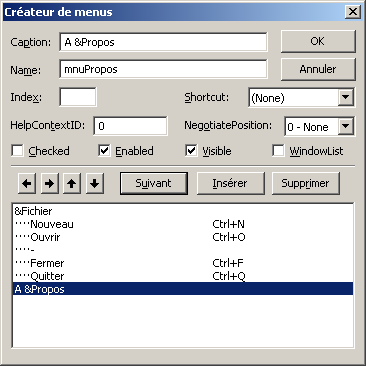 Créateur de menus
Caption: A &Propos OK
Name: mnuPropos Annuler
Index: Shortcut: (None)
HelpContextID: 0 NegotiatePosition: 0 - None
Checked Enabled Visible WindowList
Suivant Insérer Supprimer
&Fichier
····Nouveau Ctrl+N
····Ouvrir Ctrl+O
····-
····Fermer Ctrl+F
····Quitter Ctrl+Q
A &Propos